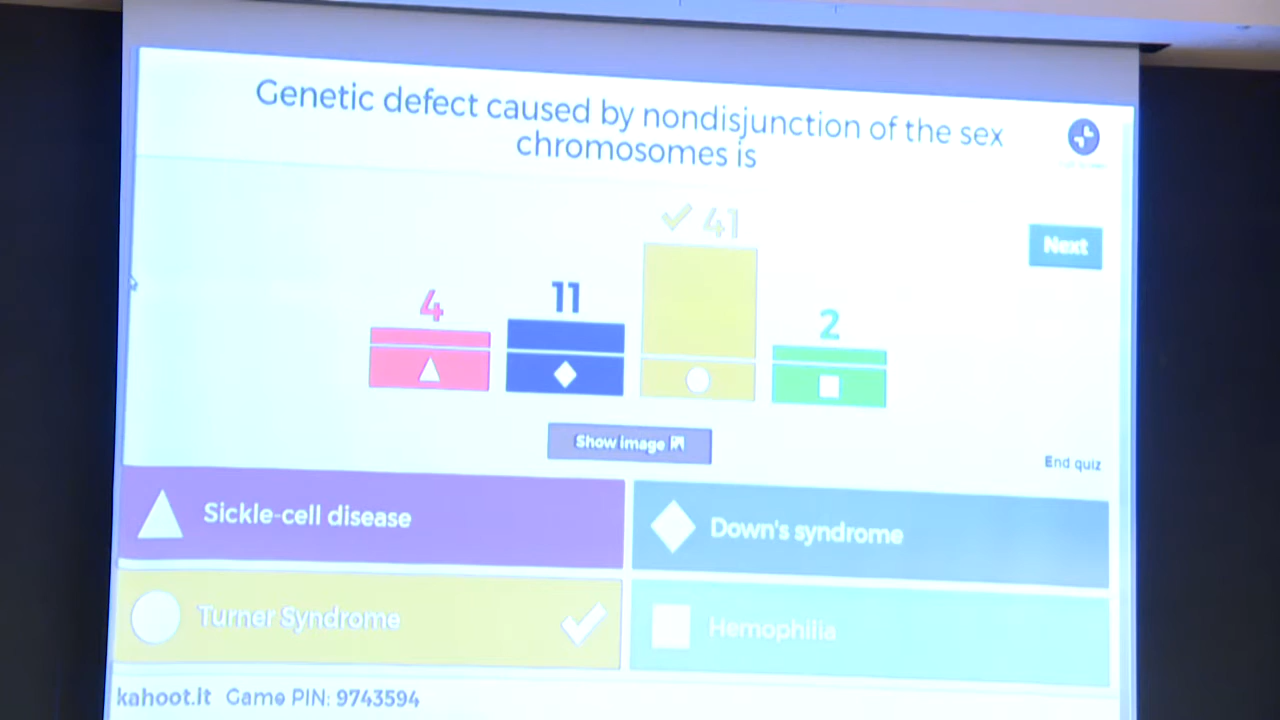 Genetic defect caused by nondisjunction of the sex
chromosomes is
41
Next
4
11
2
Show image
End quiz
Sickle-cell disease
Down's syndrome
Turner Syndrome
Hemophilia
kahoot.it Game PIN: 9743594